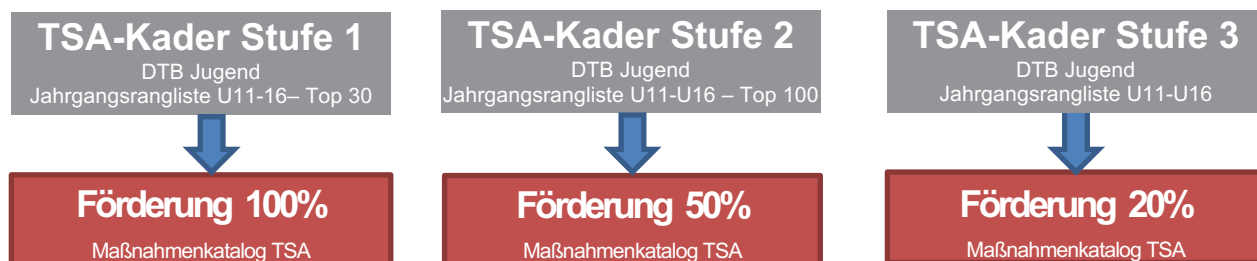 TSA-Kader Stufe 1
DTB Jugend
Jahrgangsrangliste U11-16– Top 30
Förderung 100%
Maßnahmenkatalog TSA
TSA-Kader Stufe 2
DTB Jugend
Jahrgangsrangliste U11-U16 – Top 100
Förderung 50%
Maßnahmenkatalog TSA
TSA-Kader Stufe 3
DTB Jugend
Jahrgangsrangliste U11-U16
Förderung 20%
Maßnahmenkatalog TSA